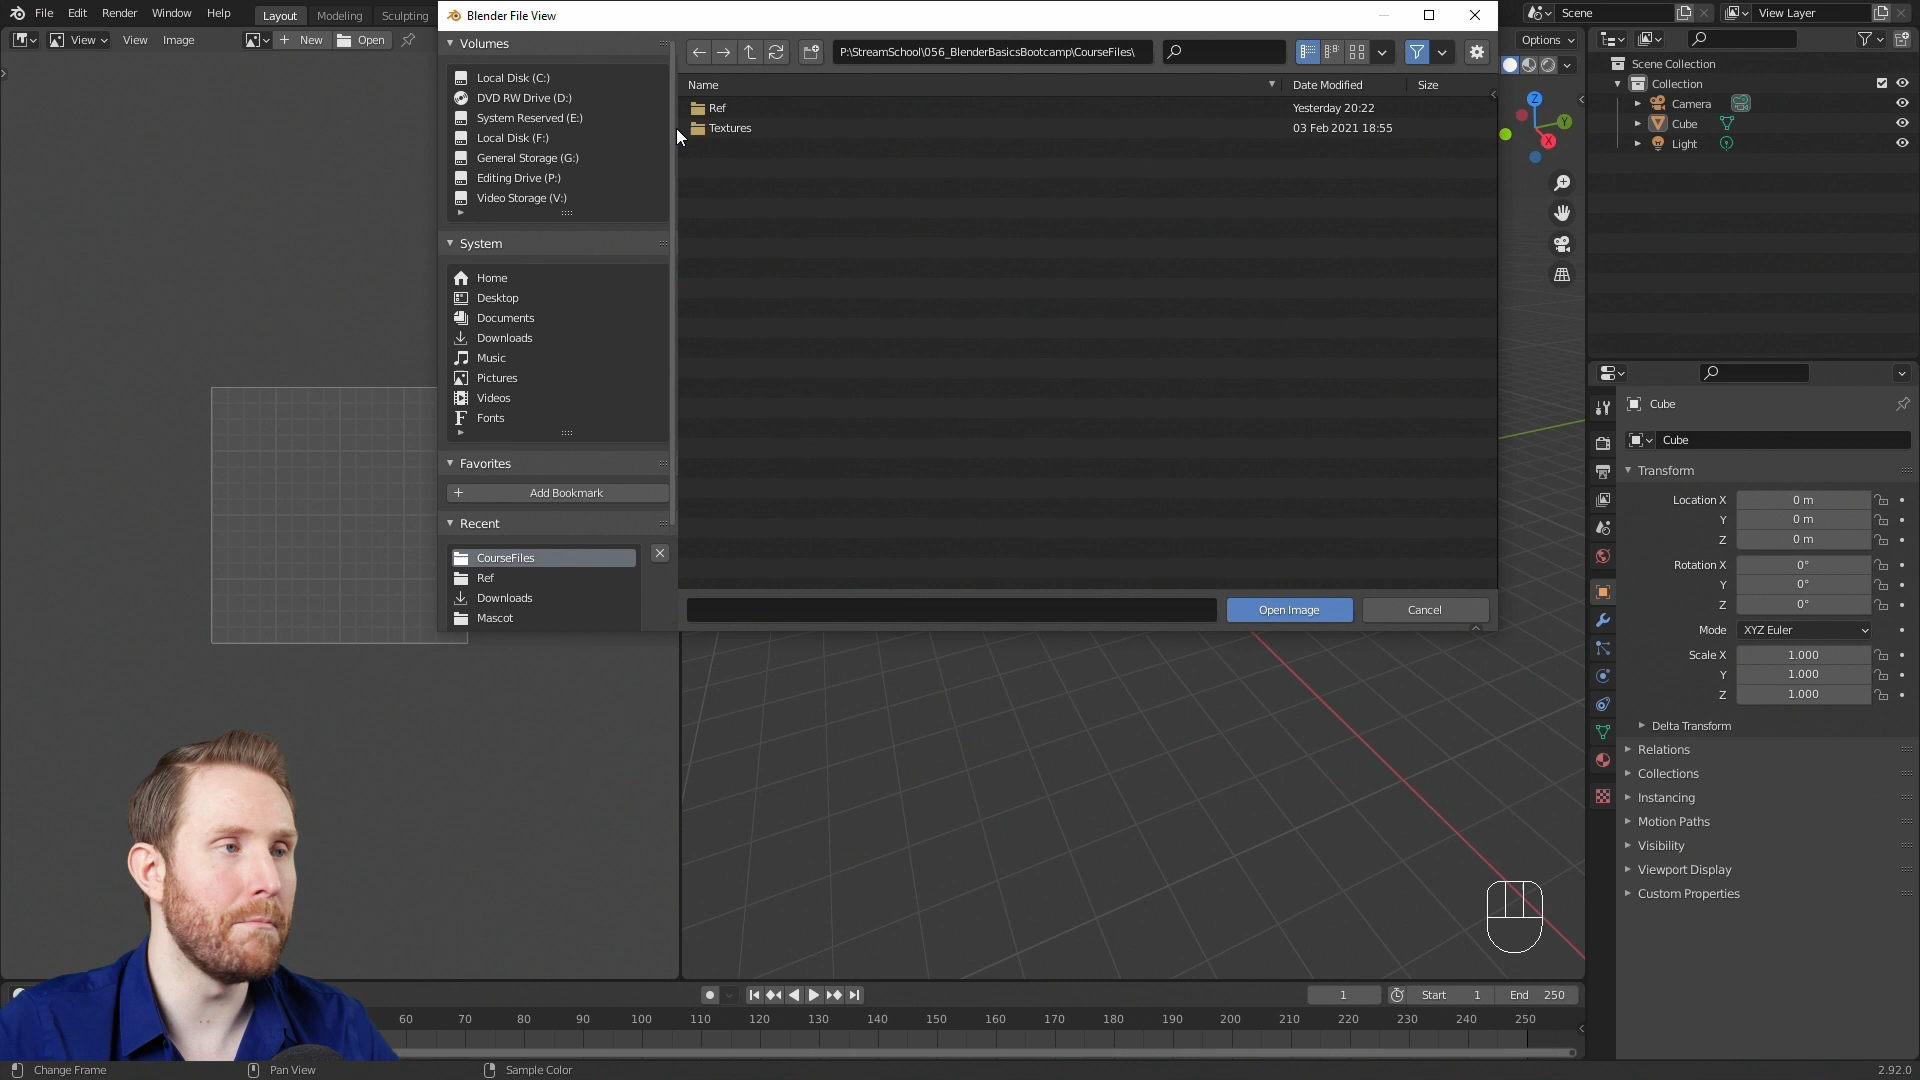 File Edit Render Window Help Layout Modeling Sculpting
Blender File View
Scene
View Layer
View View Image New Open
Volumes
Local Disk (C:)
DVD RW Drive (D:)
System Reserved (E:)
Local Disk (F:)
General Storage (G:)
Editing Drive (P:)
Video Storage (V:)
System
Home
Desktop
Documents
Downloads
Music
Pictures
Videos
Fonts
Favorites
Add Bookmark
Recent
CourseFiles
Ref
Downloads
Mascot
P:\StreamSchool\056_BlenderBasicsBootcamp\CourseFiles\
Name Date Modified Size
Ref Yesterday 20:22
Textures 03 Feb 2021 18:55
Open Image Cancel
Options
Z
Y
X
Scene Collection
Collection
Camera
Cube
Light
Cube
Cube
Transform
Location X 0 m
Y 0 m
Z 0 m
Rotation X 0°
Y 0°
Z 0°
Mode XYZ Euler
Scale X 1.000
Y 1.000
Z 1.000
Delta Transform
Relations
Collections
Instancing
Motion Paths
Visibility
Viewport Display
Custom Properties
1 Start 1 End 250
60 70 80 90 100 110 120 130 140 150 160 170 180 190 200 210 220 230 240 250
Change Frame Pan View Sample Color 2.92.0